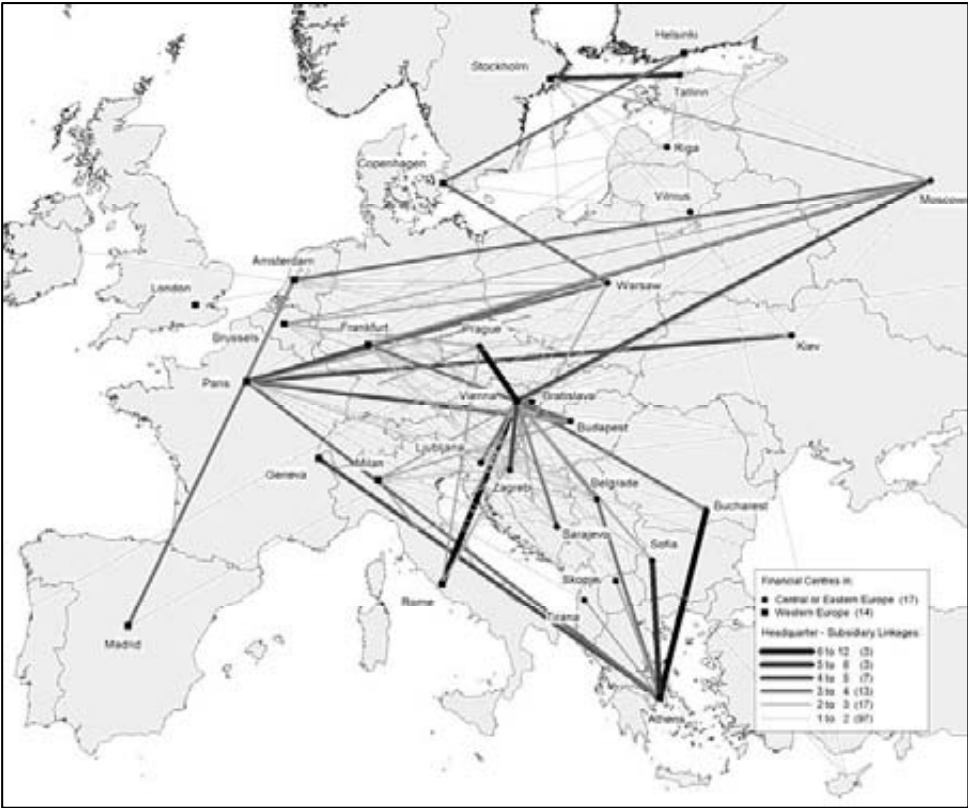 Helsinki
Stockholm
Tallinn
Riga
Copenhagen
Vilnius
Moscow
Amsterdam
London
Warsaw
Brussels
Frankfurt
Prague
Kiev
Paris
Vienna
Bratislava
Budapest
Ljubljana
Geneva
Milan
Zagreb
Belgrade
Bucharest
Sarajevo
Sofia
Skopje
Rome
Tirana
Madrid
Athens
Financial Centres in:
Central or Eastern Europe (17)
Western Europe (14)
Headquarter - Subsidiary Linkages:
6 to 12 (3)
5 to 6 (3)
4 to 5 (7)
3 to 4 (13)
2 to 3 (17)
1 to 2 (97)